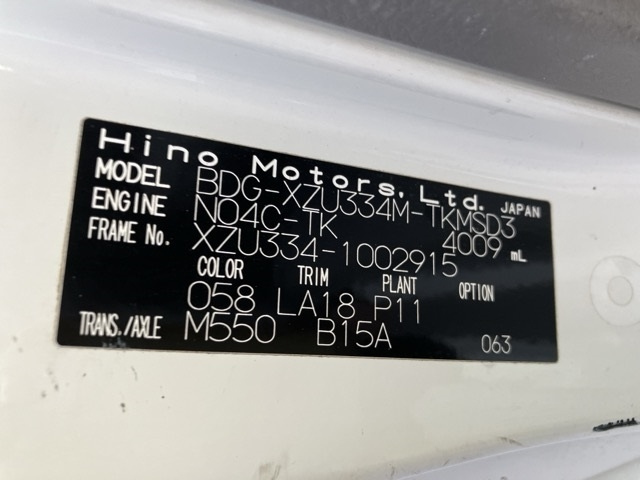 Hino Motors, Ltd. JAPAN
MODEL BDG-XZU334M-TKMSD3
ENGINE N04C-TK 4009 mL
FRAME No. XZU334-1002915
COLOR TRIM PLANT OPTION
058 LA18 P11
TRANS./AXLE M550 B15A 063